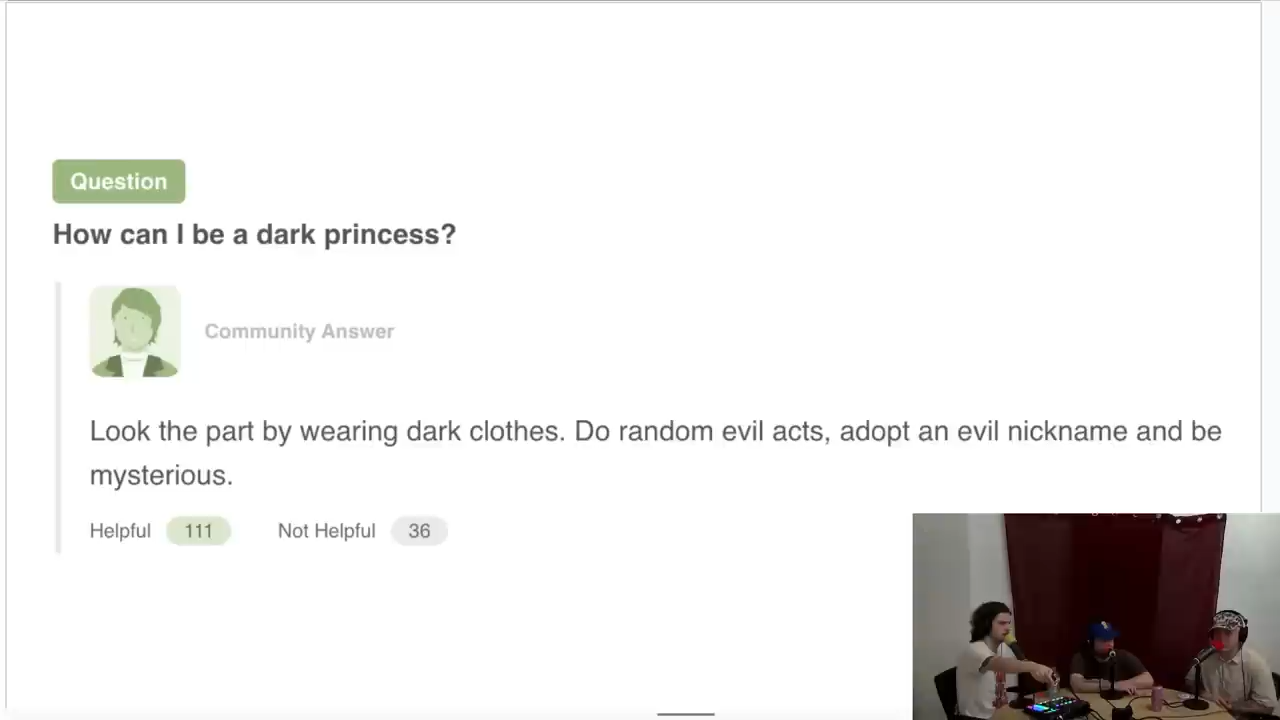 Question
How can I be a dark princess?
Community Answer
Look the part by wearing dark clothes. Do random evil acts, adopt an evil nickname and be
mysterious.
Helpful 111 Not Helpful 36